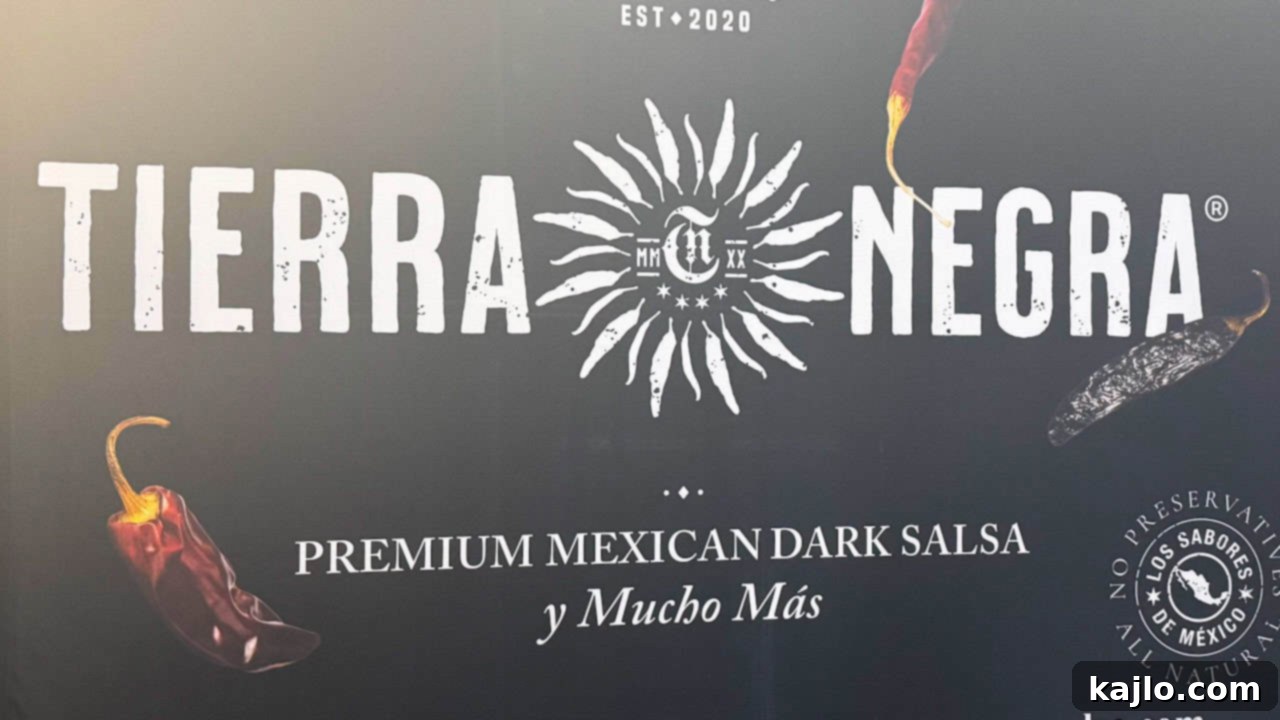 EST◆2020
TIERRA NEGRA®
MM TN XX
PREMIUM MEXICAN DARK SALSA
y Mucho Más
NO PRESERVATIVES
LOS SABORES
DE MÉXICO
ALL NATURAL
kajlo.com